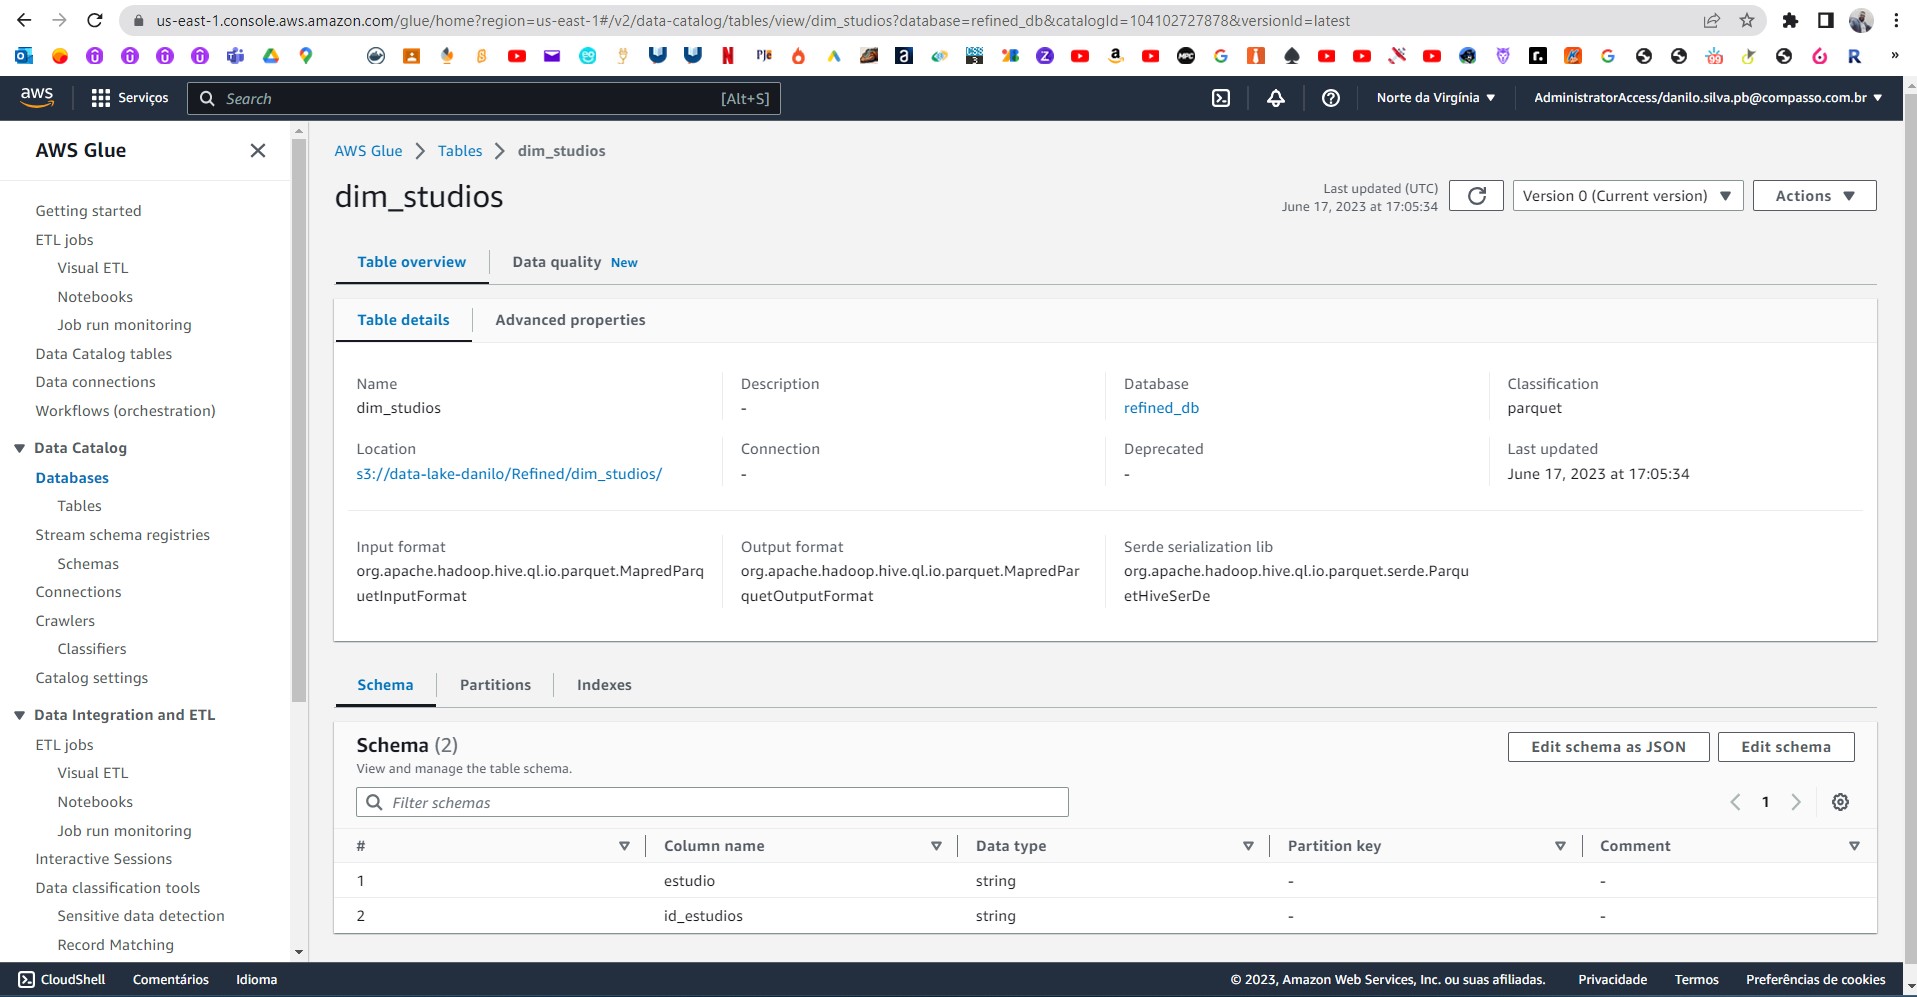 us-east-1.console.aws.amazon.com/glue/home?region=us-east-1#/v2/data-catalog/tables/view/dim_studios?database=refined_db&catalogId=104102727878&versionId=latest
aws
Serviços
Search
[Alt+S]
Norte da Virgínia
AdministratorAccess/danilo.silva.pb@compasso.com.br
AWS Glue
Getting started
ETL jobs
Visual ETL
Notebooks
Job run monitoring
Data Catalog tables
Data connections
Workflows (orchestration)
Data Catalog
Databases
Tables
Stream schema registries
Schemas
Connections
Crawlers
Classifiers
Catalog settings
Data Integration and ETL
ETL jobs
Visual ETL
Notebooks
Job run monitoring
Interactive Sessions
Data classification tools
Sensitive data detection
Record Matching
AWS Glue
Tables
dim_studios
dim_studios
Last updated (UTC)
June 17, 2023 at 17:05:34
Version 0 (Current version)
Actions
Table overview
Data quality New
Table details
Advanced properties
Name
dim_studios
Description
-
Database
refined_db
Classification
parquet
Location
s3://data-lake-danilo/Refined/dim_studios/
Connection
-
Deprecated
-
Last updated
June 17, 2023 at 17:05:34
Input format
org.apache.hadoop.hive.ql.io.parquet.MapredParq
uetInputFormat
Output format
org.apache.hadoop.hive.ql.io.parquet.MapredPar
quetOutputFormat
Serde serialization lib
org.apache.hadoop.hive.ql.io.parquet.serde.Parqu
etHiveSerDe
Schema
Partitions
Indexes
Schema (2)
View and manage the table schema.
Edit schema as JSON
Edit schema
Filter schemas
1
# Column name Data type Partition key Comment
1 estudio string - -
2 id_estudios string - -
CloudShell
Comentários
Idioma
© 2023, Amazon Web Services, Inc. ou suas afiliadas.
Privacidade
Termos
Preferências de cookies